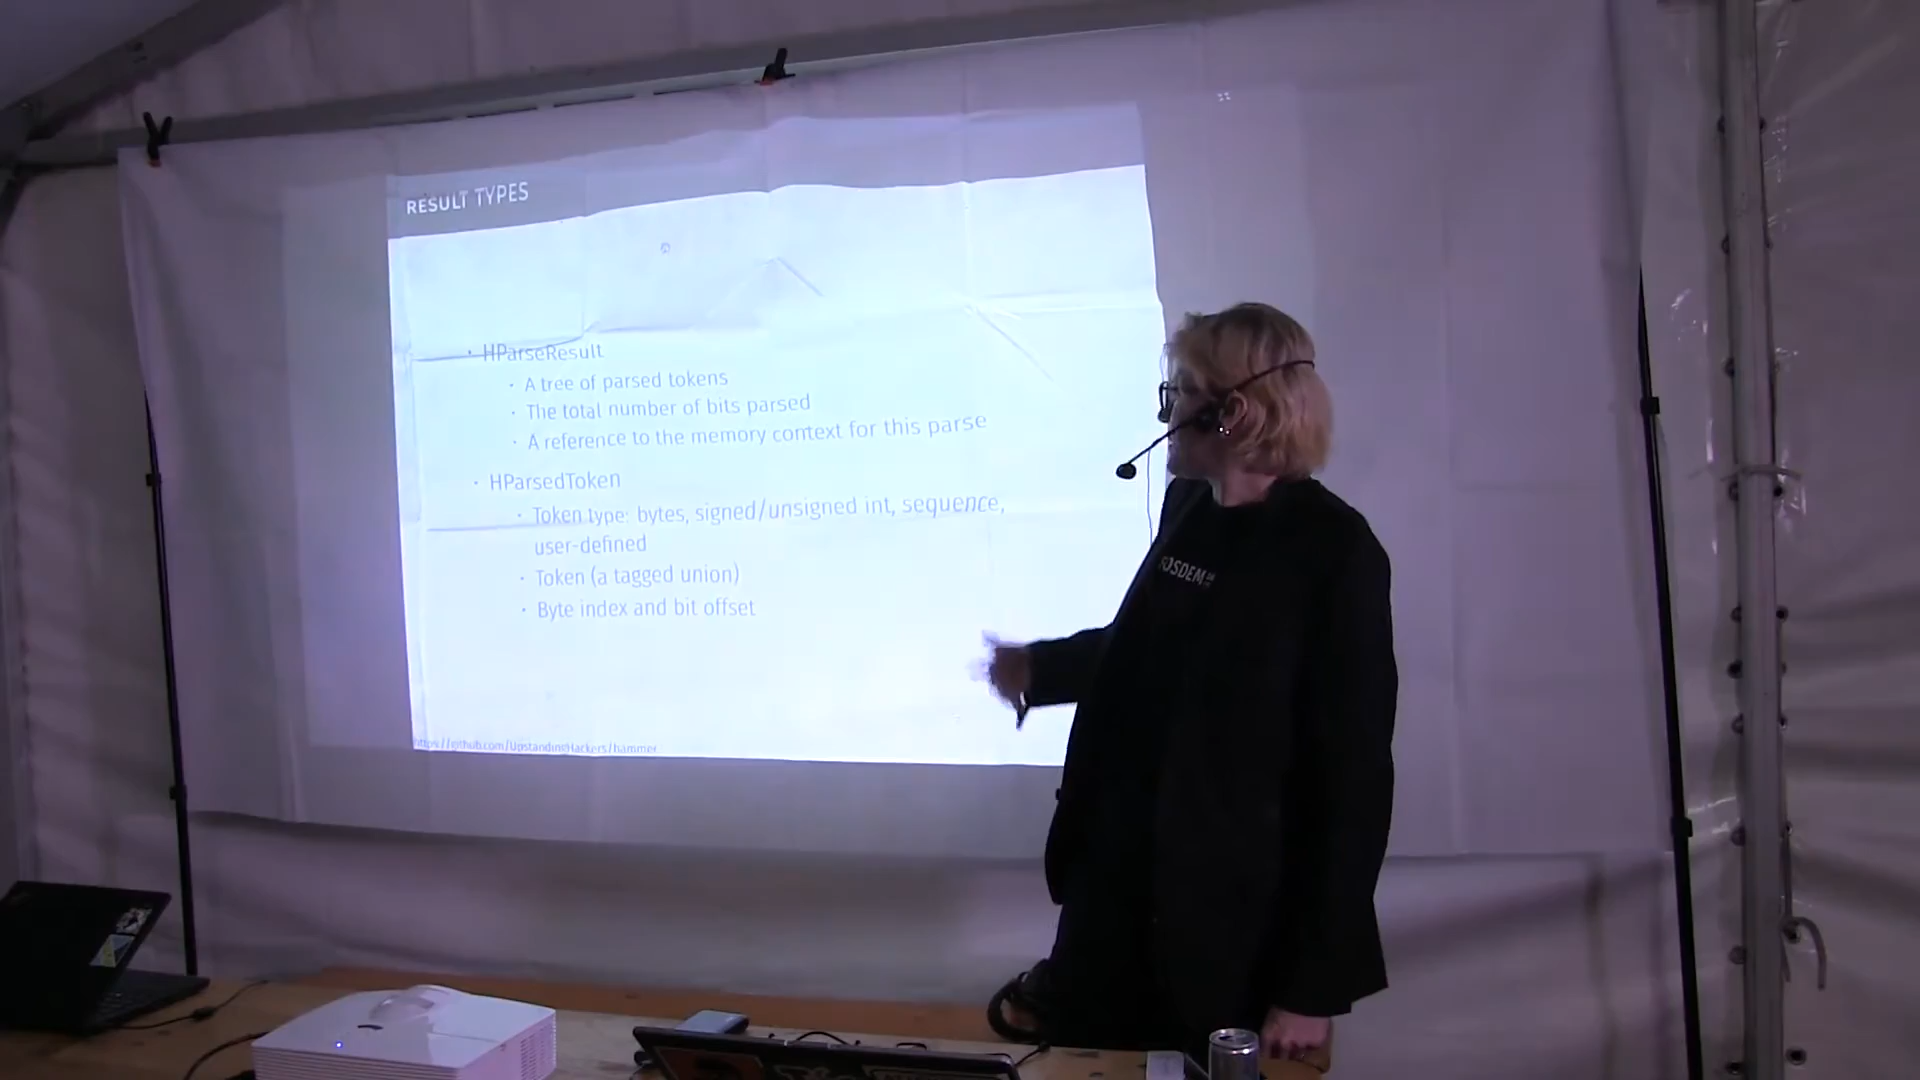 RESULT TYPES
· HParseResult
· A tree of parsed tokens
· The total number of bits parsed
· A reference to the memory context for this parse
· HParsedToken
· Token type: bytes, signed/unsigned int, sequence,
user-defined
· Token (a tagged union)
· Byte index and bit offset
https://github.com/UpstandingHackers/hammer
FOSDEM